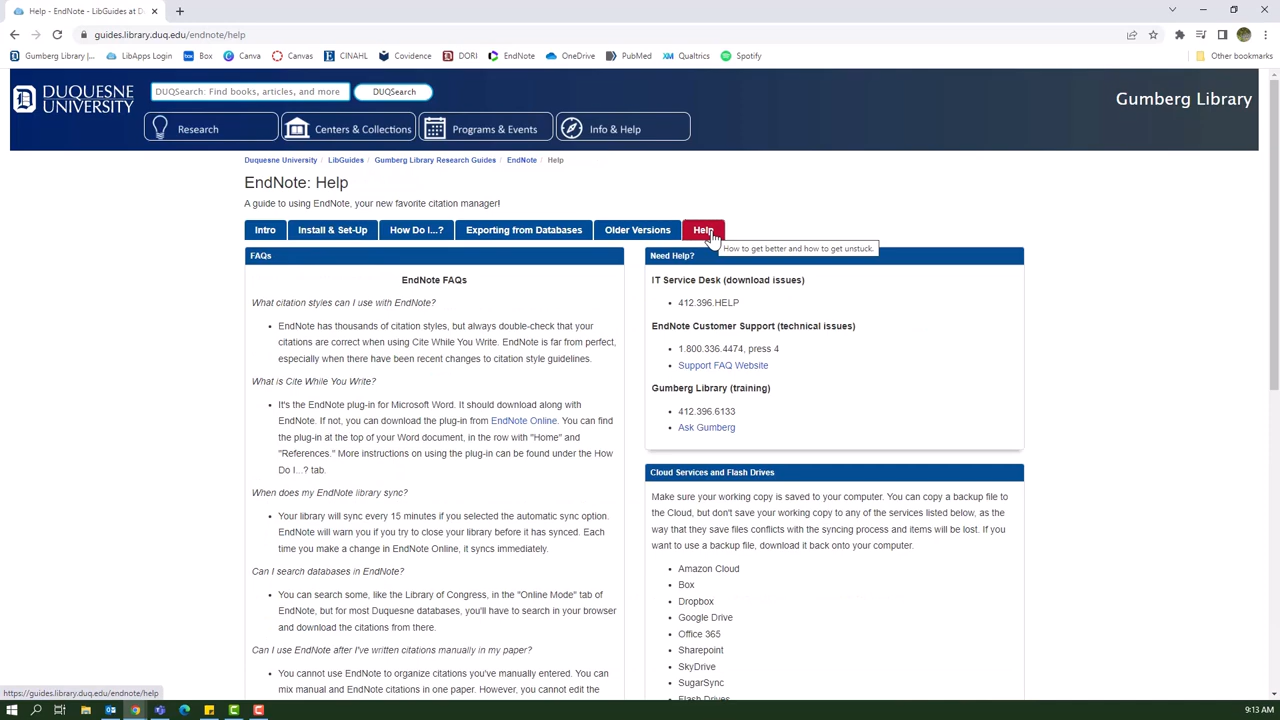 Help - EndNote - LibGuides at D
guides.library.duq.edu/endnote/help
Gumberg Library |...
LibApps Login
Box
Canva
Canvas
CINAHL
Covidence
DORI
EndNote
OneDrive
PubMed
Qualtrics
Spotify
Other bookmarks
DUQUESNE UNIVERSITY
DUQSearch: Find books, articles, and more
DUQSearch
Gumberg Library
Research
Centers & Collections
Programs & Events
Info & Help
Duquesne University / LibGuides / Gumberg Library Research Guides / EndNote / Help
EndNote: Help
A guide to using EndNote, your new favorite citation manager!
Intro
Install & Set-Up
How Do I...?
Exporting from Databases
Older Versions
Help
How to get better and how to get unstuck.
FAQs
EndNote FAQs
What citation styles can I use with EndNote?
EndNote has thousands of citation styles, but always double-check that your
citations are correct when using Cite While You Write. EndNote is far from perfect,
especially when there have been recent changes to citation style guidelines.
What is Cite While You Write?
It's the EndNote plug-in for Microsoft Word. It should download along with
EndNote. If not, you can download the plug-in from EndNote Online. You can find
the plug-in at the top of your Word document, in the row with "Home" and
"References." More instructions on using the plug-in can be found under the How
Do I...? tab.
When does my EndNote library sync?
Your library will sync every 15 minutes if you selected the automatic sync option.
EndNote will warn you if you try to close your library before it has synced. Each
time you make a change in EndNote Online, it syncs immediately.
Can I search databases in EndNote?
You can search some, like the Library of Congress, in the "Online Mode" tab of
EndNote, but for most Duquesne databases, you'll have to search in your browser
and download the citations from there.
Can I use EndNote after I've written citations manually in my paper?
You cannot use EndNote to organize citations you've manually entered. You can
mix manual and EndNote citations in one paper. However, you cannot edit the
Need Help?
IT Service Desk (download issues)
412.396.HELP
EndNote Customer Support (technical issues)
1.800.336.4474, press 4
Support FAQ Website
Gumberg Library (training)
412.396.6133
Ask Gumberg
Cloud Services and Flash Drives
Make sure your working copy is saved to your computer. You can copy a backup file to
the Cloud, but don't save your working copy to any of the services listed below, as
the way that they save files conflicts with the syncing process and items will be lost. If you
want to use a backup file, download it back onto your computer.
Amazon Cloud
Box
Dropbox
Google Drive
Office 365
Sharepoint
SkyDrive
SugarSync
Flash Drives
https://guides.library.duq.edu/endnote/help
9:13 AM